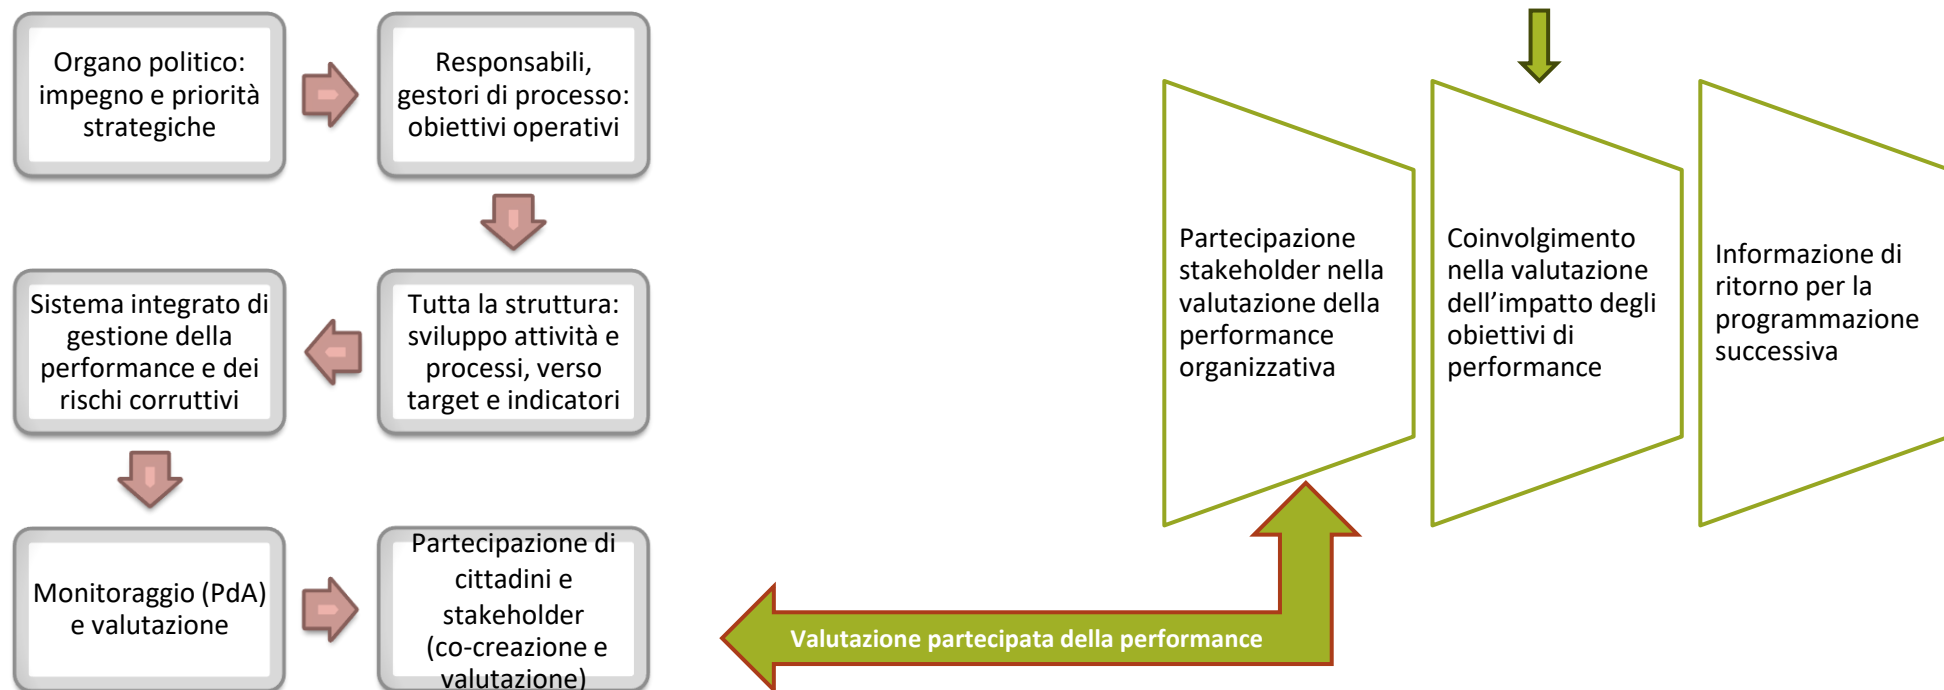 Organo politico:
impegno e priorità
strategiche
Responsabili,
gestori di processo:
obiettivi operativi
Sistema integrato di
gestione della
performance e dei
rischi corruttivi
Tutta la struttura:
sviluppo attività e
processi, verso
target e indicatori
Monitoraggio (PdA)
e valutazione
Partecipazione di
cittadini e
stakeholder
(co-creazione e
valutazione)
Valutazione partecipata della performance
Partecipazione
stakeholder nella
valutazione della
performance
organizzativa
Coinvolgimento
nella valutazione
dell’impatto degli
obiettivi di
performance
Informazione di
ritorno per la
programmazione
successiva